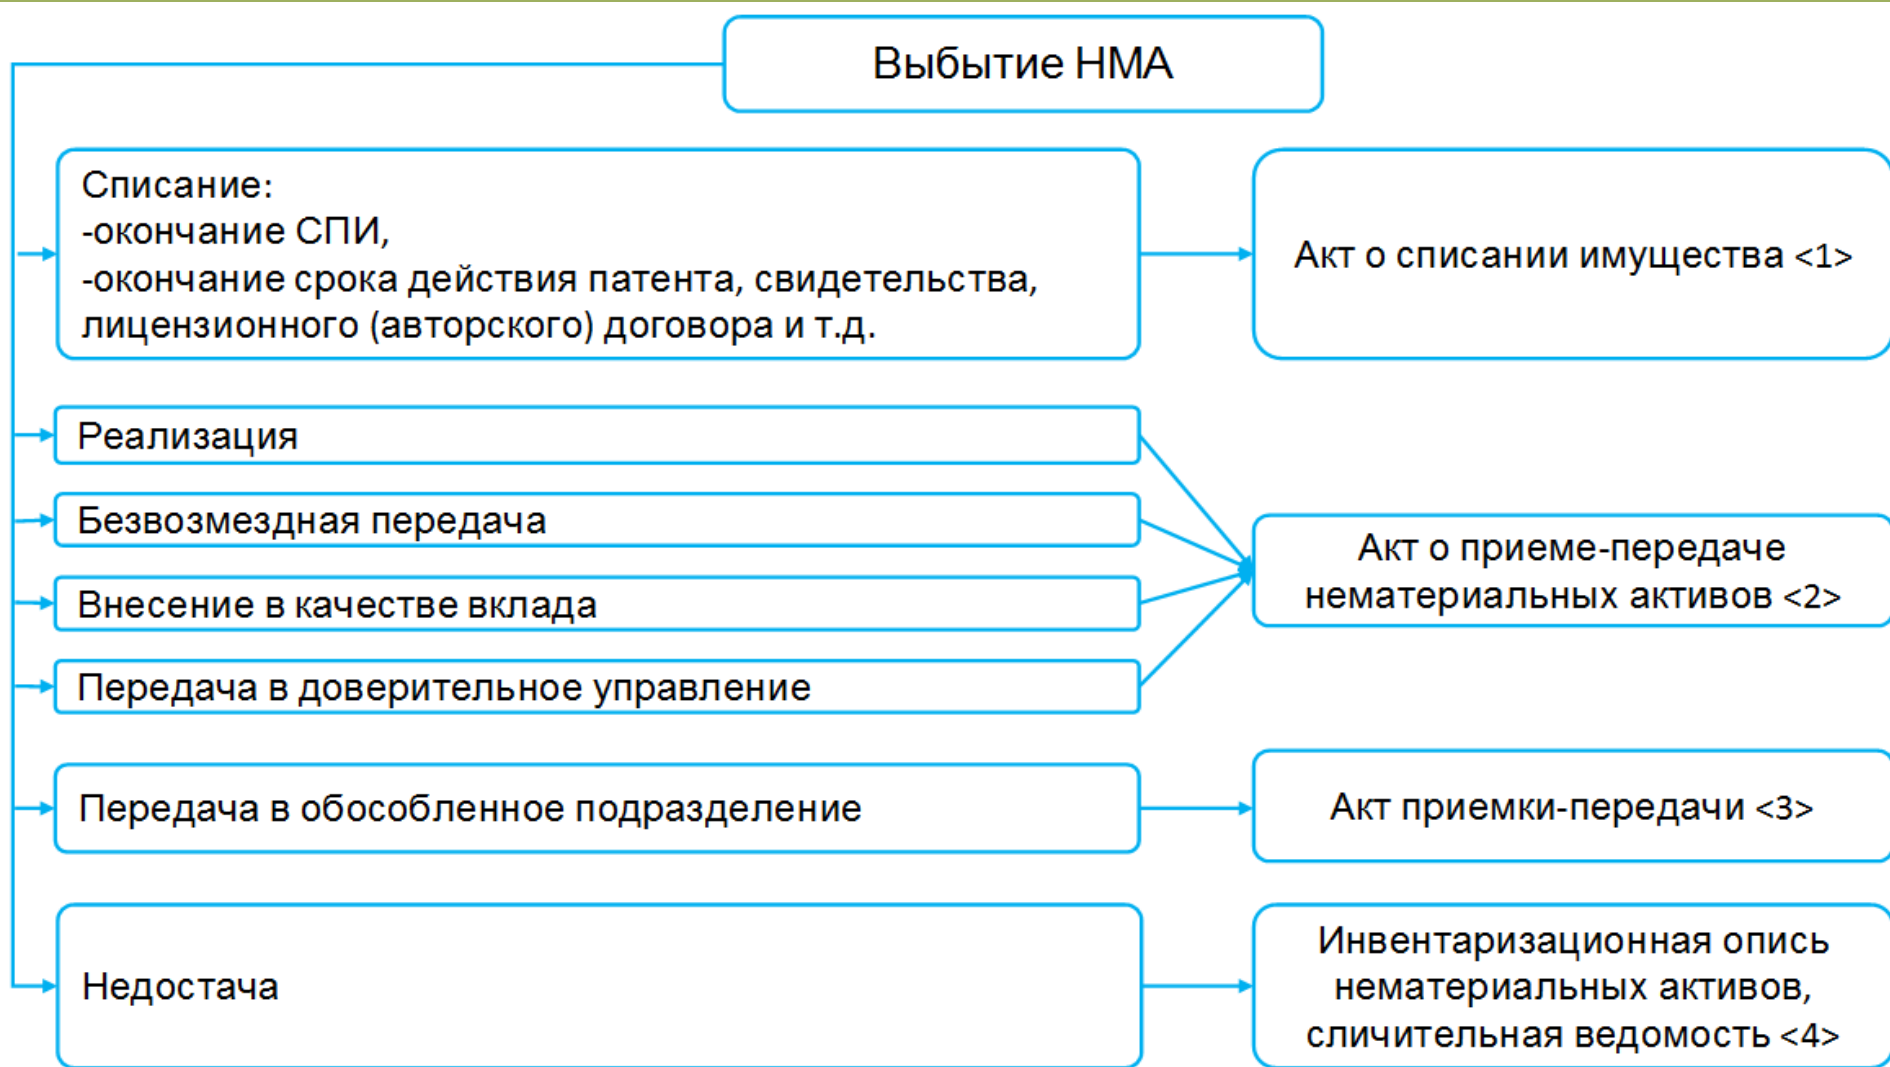 Выбытие НМА
Списание:
-окончание СПИ,
-окончание срока действия патента, свидетельства,
лицензионного (авторского) договора и т.д.
Акт о списании имущества <1>
Реализация
Безвозмездная передача
Внесение в качестве вклада
Передача в доверительное управление
Акт о приеме-передаче
нематериальных активов <2>
Передача в обособленное подразделение
Акт приемки-передачи <3>
Недостача
Инвентаризационная опись
нематериальных активов,
сличительная ведомость <4>